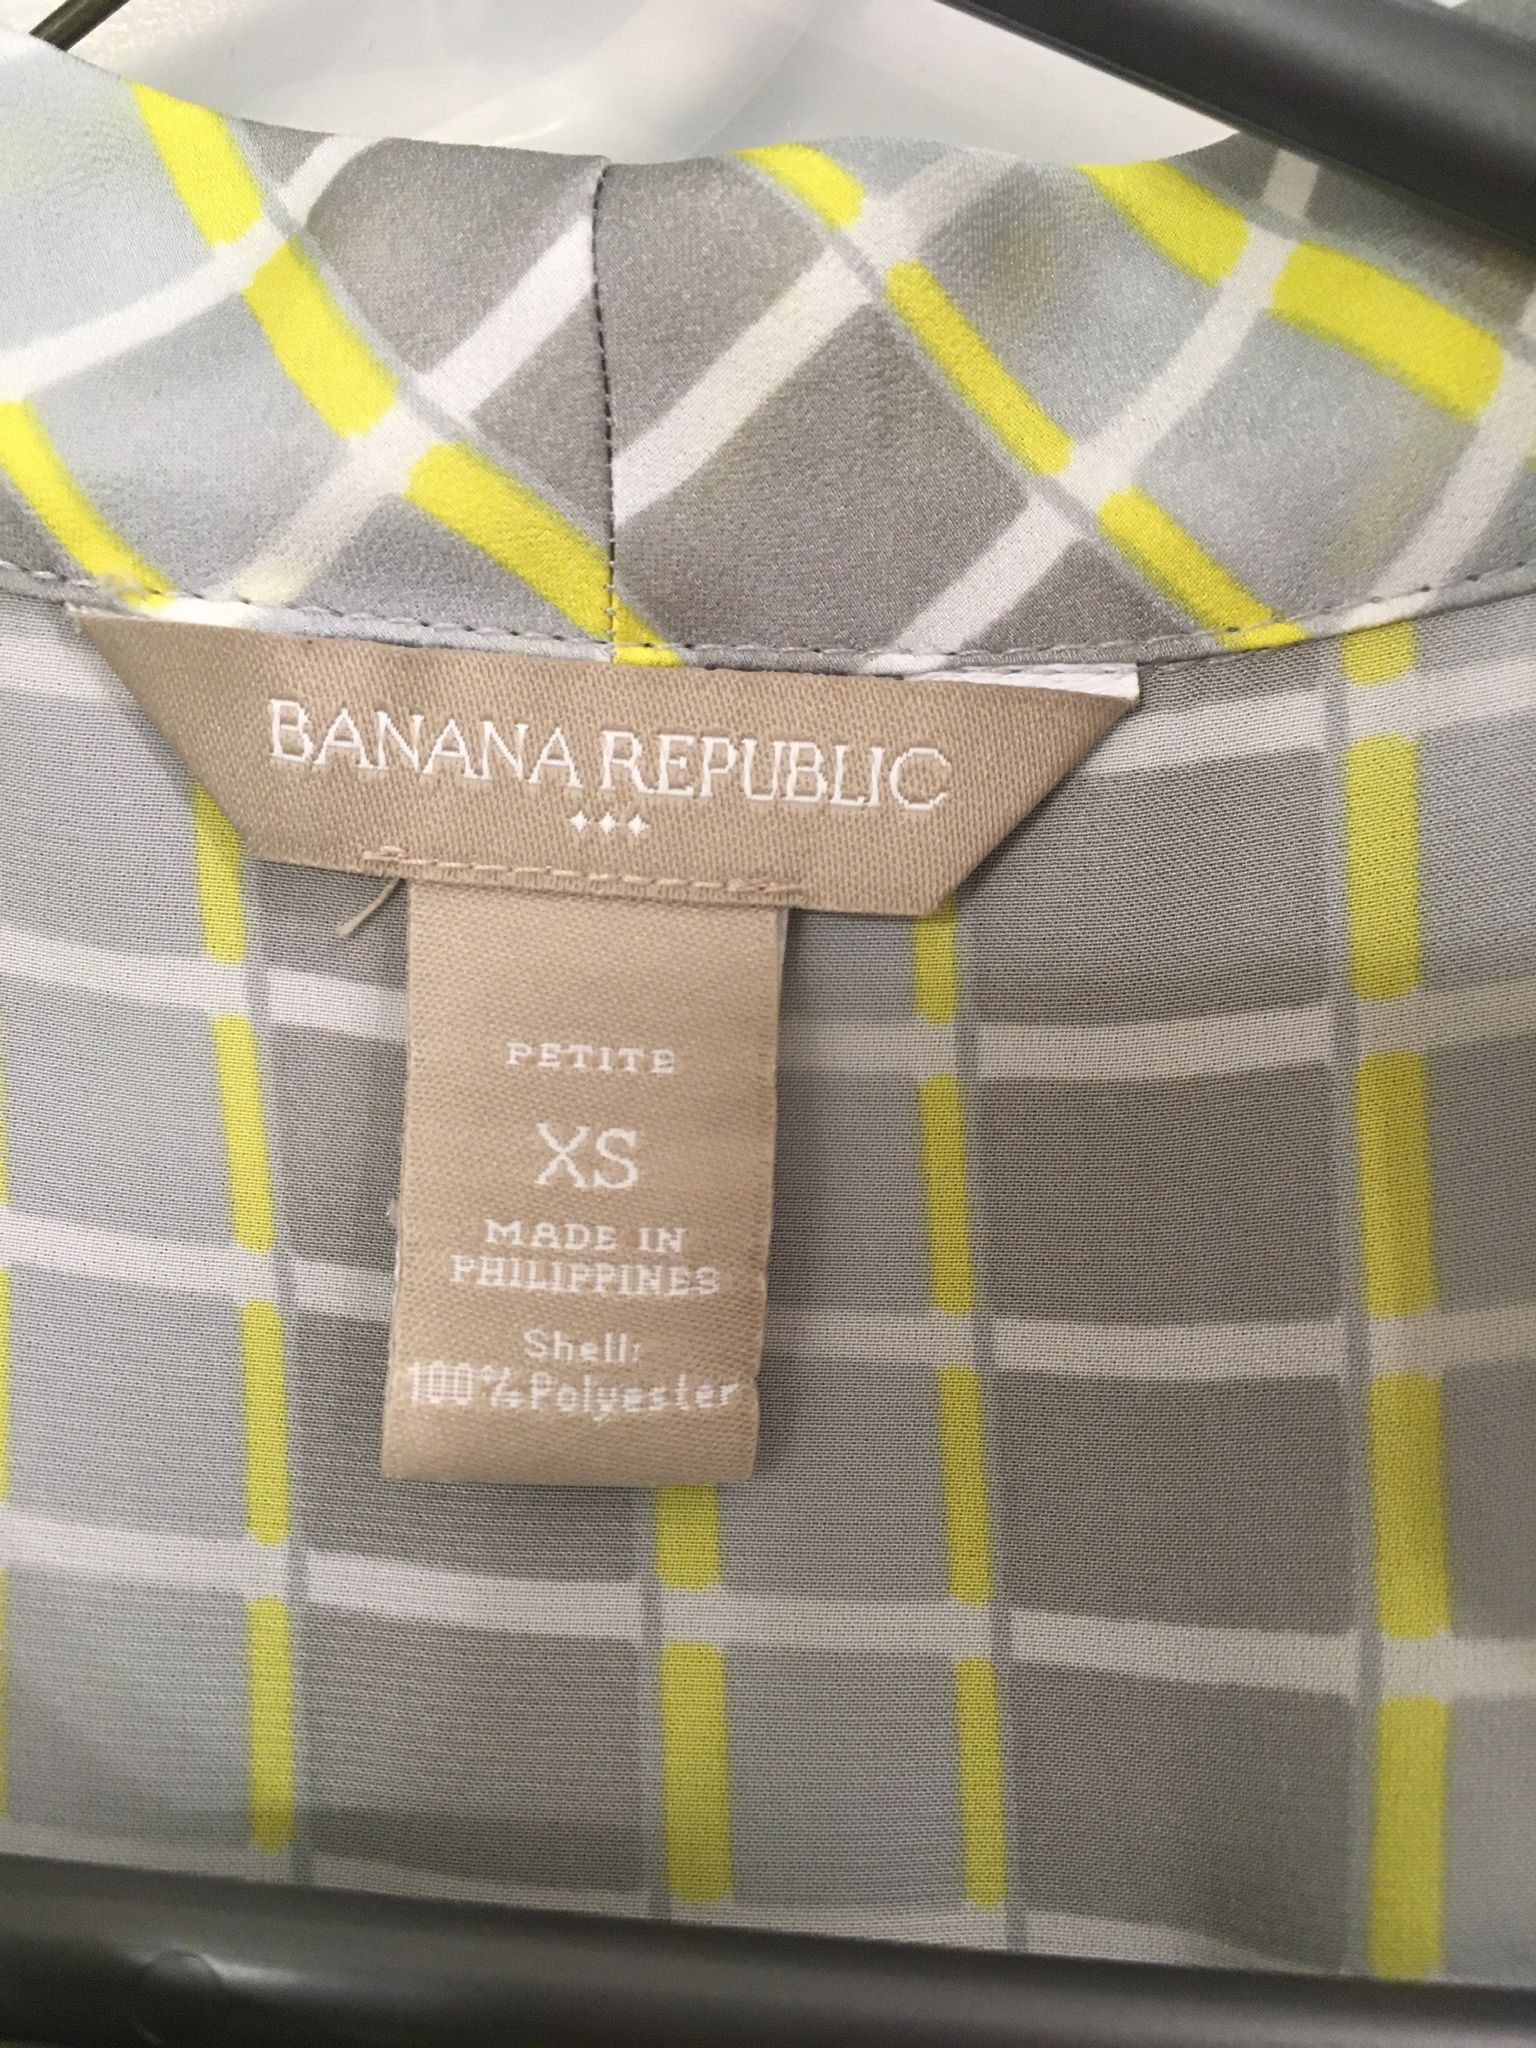 BANANA REPUBLIC
PETITE
XS
MADE IN
PHILIPPINES
Shell:
100% Polyester